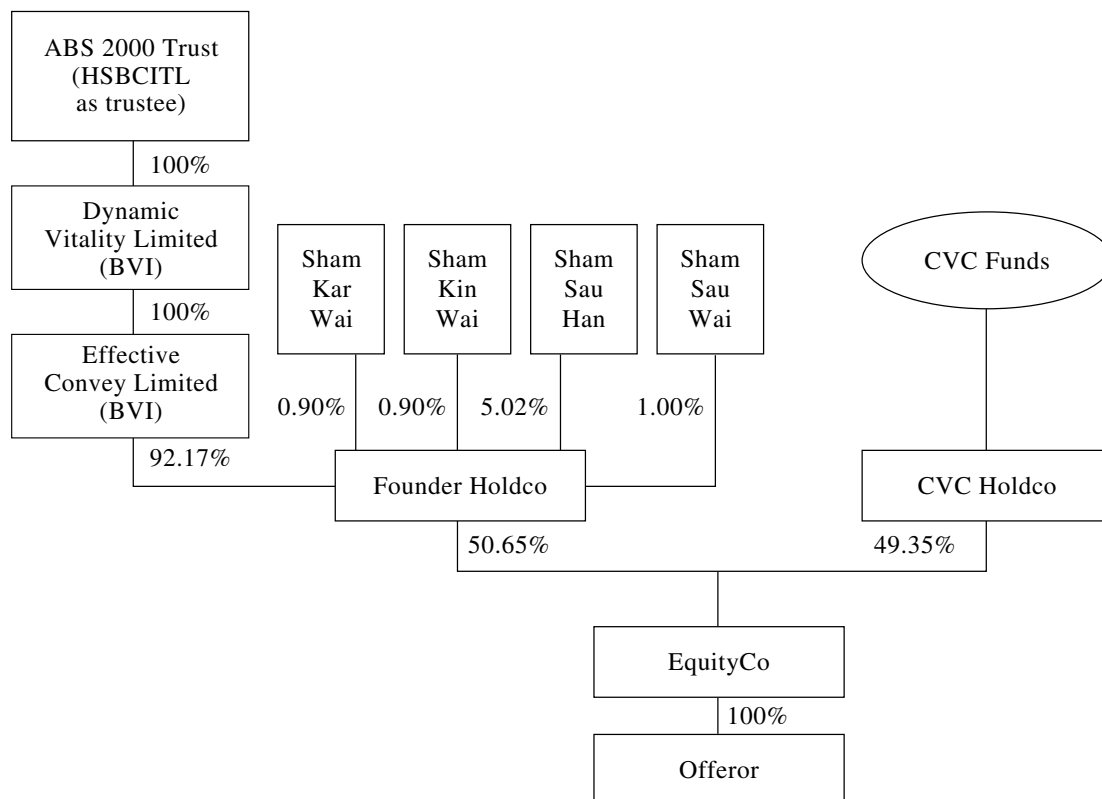 ABS 2000 Trust
(HSBCITL
as trustee)
100%
Dynamic
Vitality Limited
(BVI)
100%
Effective
Convey Limited
(BVI)
92.17%
Sham
Kar
Wai
0.90%
Sham
Kin
Wai
0.90%
Sham
Sau
Han
5.02%
Sham
Sau
Wai
1.00%
CVC Funds
Founder Holdco
CVC Holdco
50.65%
49.35%
EquityCo
100%
Offeror